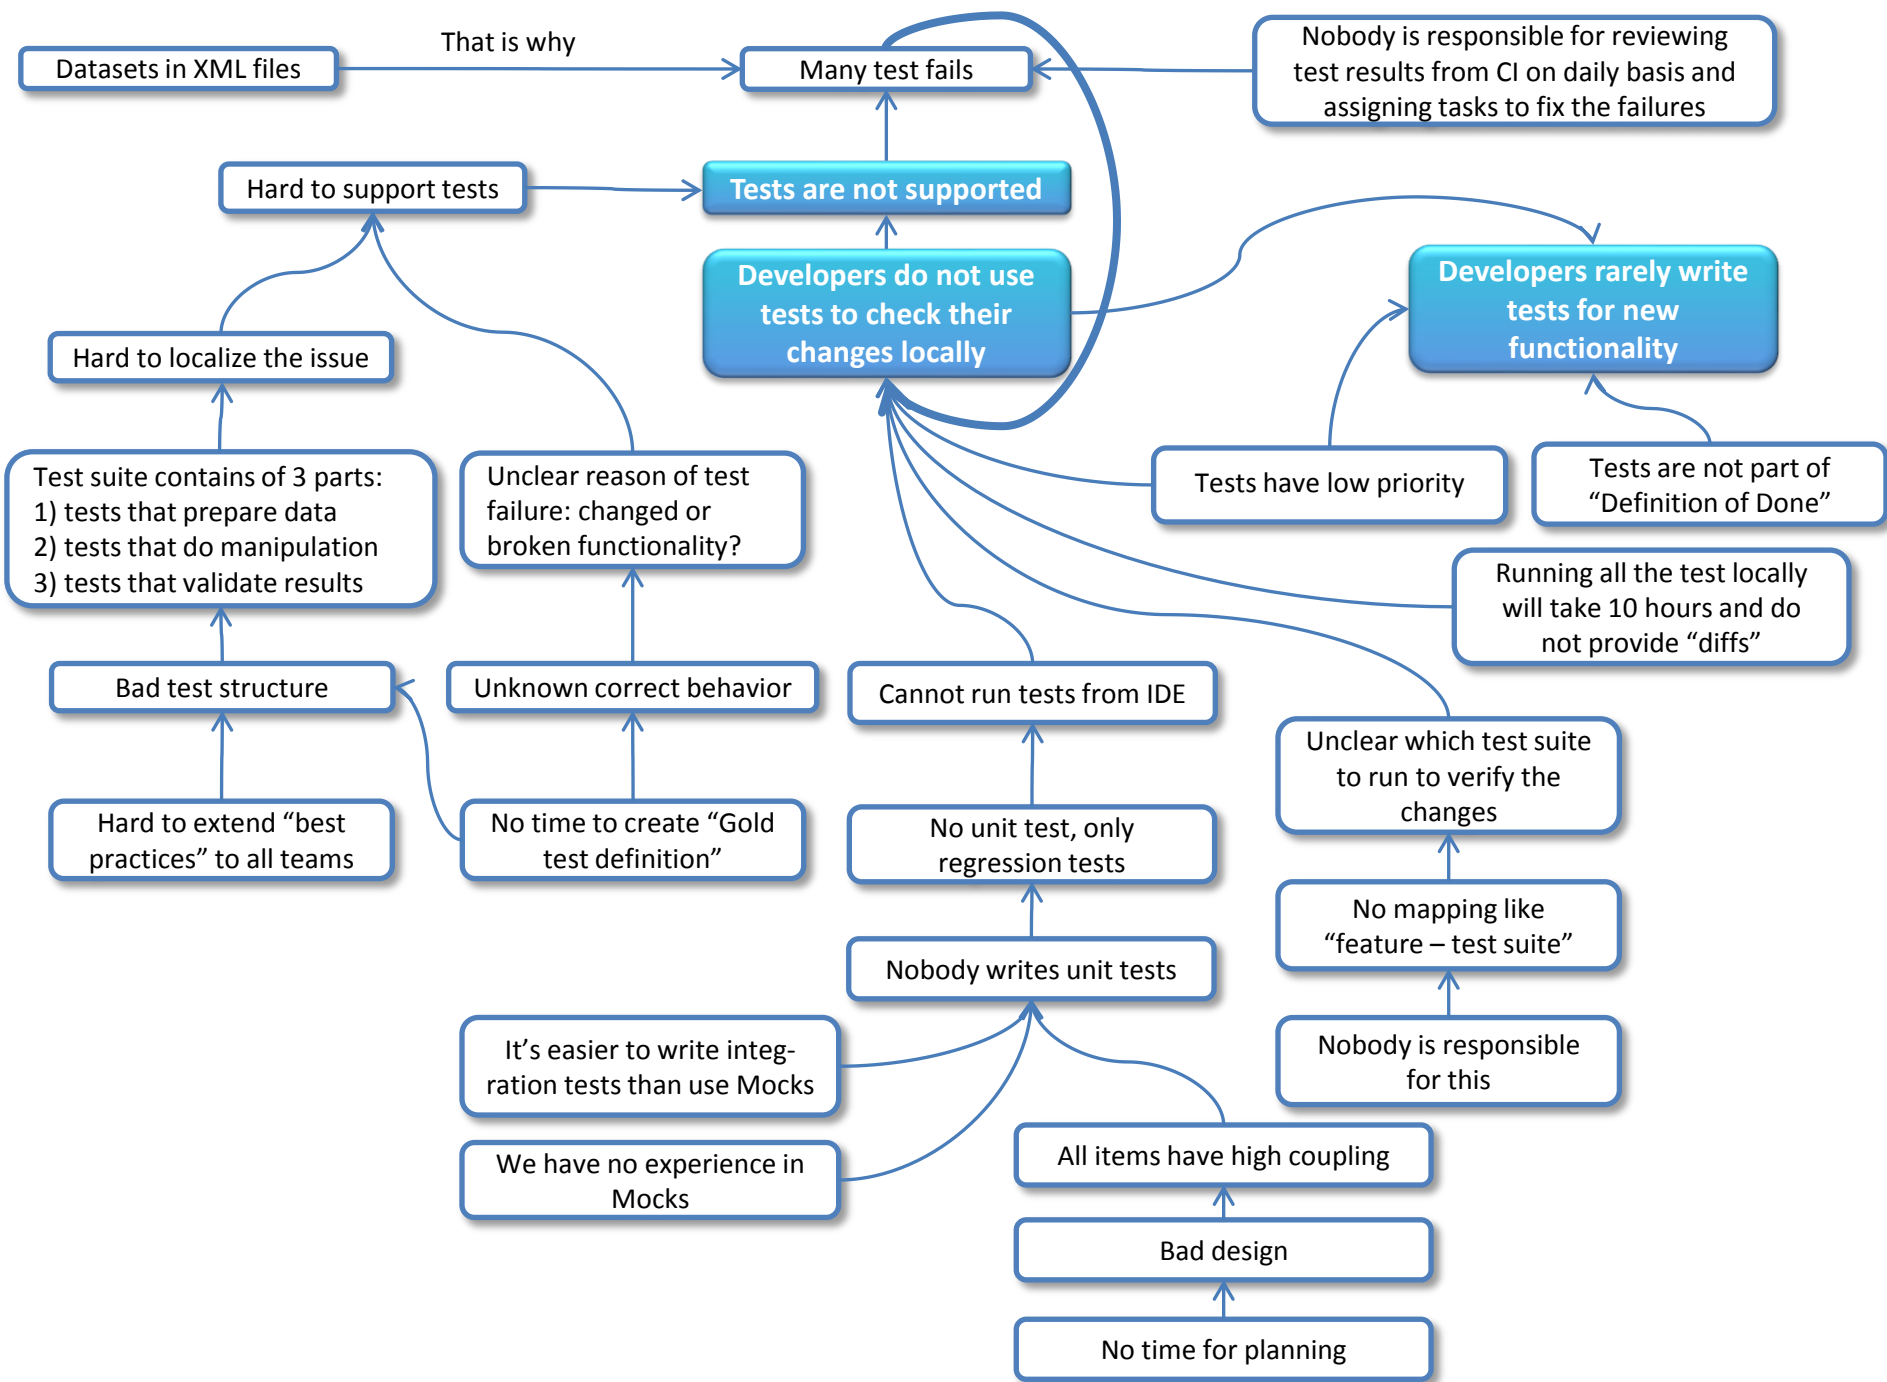 That is why
Datasets in XML files
Many test fails
Nobody is responsible for reviewing
test results from CI on daily basis and
assigning tasks to fix the failures
Hard to support tests
Tests are not supported
Developers do not use
tests to check their
changes locally
Developers rarely write
tests for new
functionality
Hard to localize the issue
Test suite contains of 3 parts:
1) tests that prepare data
2) tests that do manipulation
3) tests that validate results
Unclear reason of test
failure: changed or
broken functionality?
Tests have low priority
Tests are not part of
“Definition of Done”
Running all the test locally
will take 10 hours and do
not provide “diffs”
Bad test structure
Unknown correct behavior
Cannot run tests from IDE
Unclear which test suite
to run to verify the
changes
Hard to extend “best
practices” to all teams
No time to create “Gold
test definition”
No unit test, only
regression tests
No mapping like
“feature – test suite”
Nobody writes unit tests
It’s easier to write integ-
ration tests than use Mocks
Nobody is responsible
for this
We have no experience in
Mocks
All items have high coupling
Bad design
No time for planning